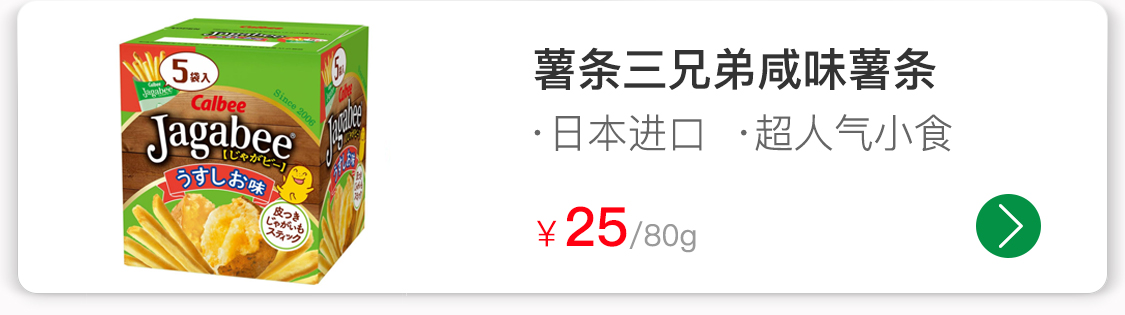 5袋入
Calbee
Jagabee
Since 2006
Calbee
Jagabee
【じゃがビー】
うすしお味
皮つき
じゃがいも
スティック
薯条三兄弟咸味薯条
·日本进口 ·超人气小食
¥25/80g